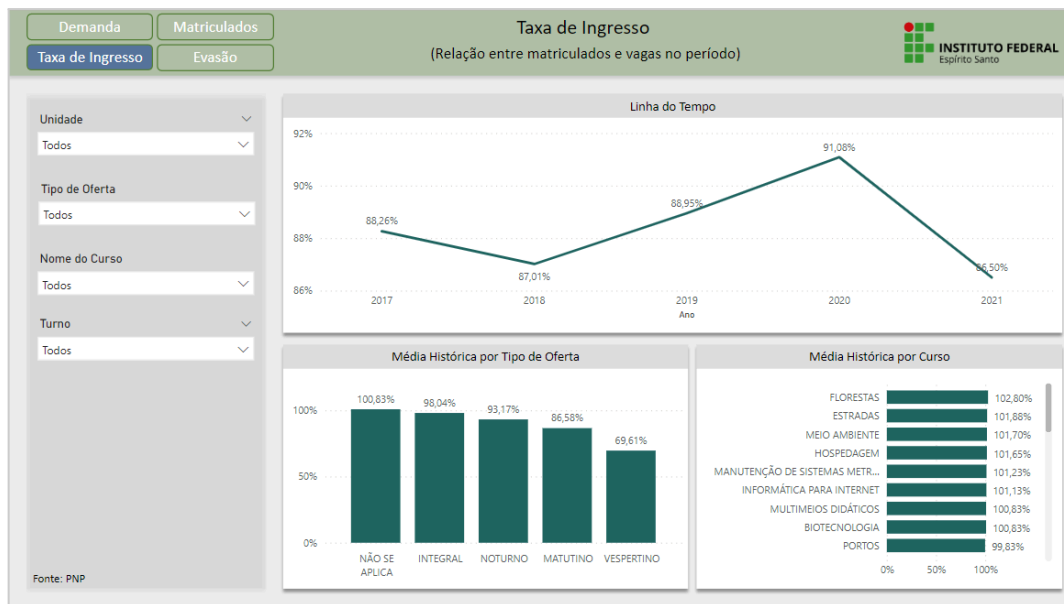 Demanda
Matriculados
Taxa de Ingresso
Evasão
Taxa de Ingresso
(Relação entre matriculados e vagas no período)
INSTITUTO FEDERAL
Espírito Santo
Unidade
Todos
Tipo de Oferta
Todos
Nome do Curso
Todos
Turno
Todos
Fonte: PNP
Linha do Tempo
92%
90%
88%
86%
88,26%
87,01%
88,95%
91,08%
86,50%
2017
2018
2019
2020
2021
Ano
Média Histórica por Tipo de Oferta
100%
50%
0%
100,83%
98,04%
93,17%
86,58%
69,61%
NÃO SE
APLICA
INTEGRAL
NOTURNO
MATUTINO
VESPERTINO
Média Histórica por Curso
FLORESTAS 102,80%
ESTRADAS 101,88%
MEIO AMBIENTE 101,70%
HOSPEDAGEM 101,65%
MANUTENÇÃO DE SISTEMAS METR... 101,23%
INFORMÁTICA PARA INTERNET 101,13%
MULTIMEIOS DIDÁTICOS 100,83%
BIOTECNOLOGIA 100,83%
PORTOS 99,83%
0% 50% 100%